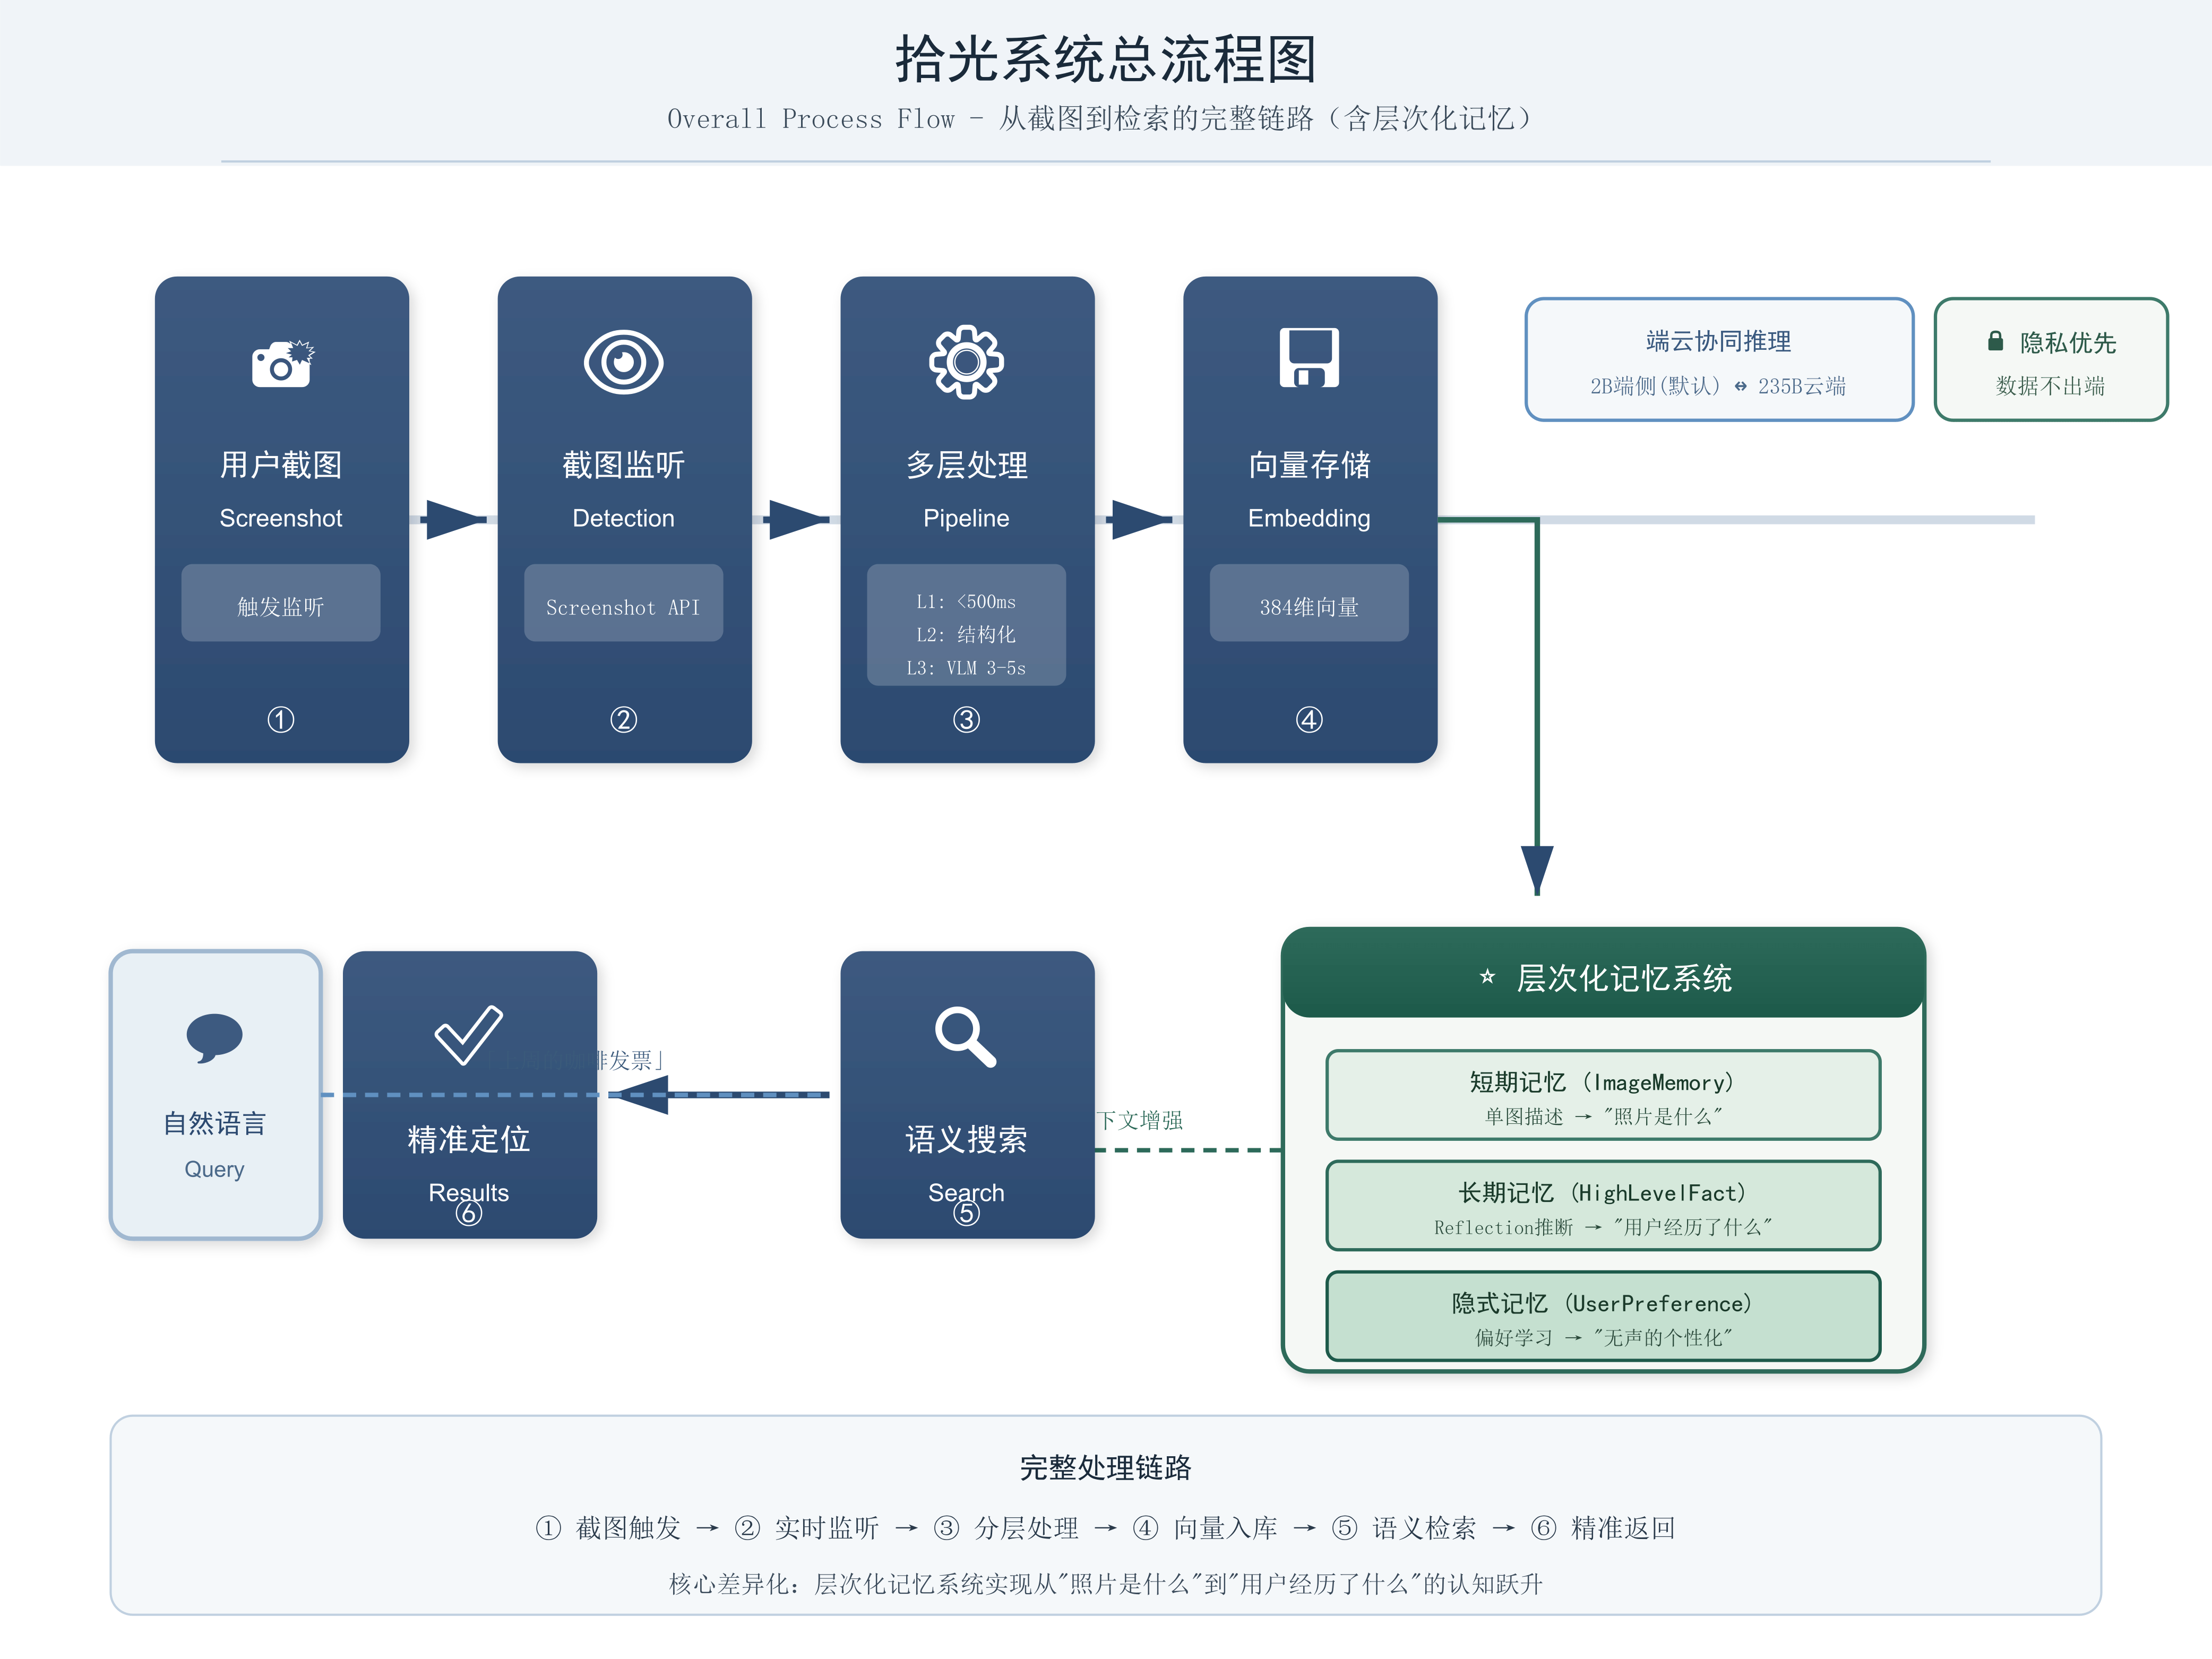 拾光系统总流程图
Overall Process Flow - 从截图到检索的完整链路（含层次化记忆）
用户截图
Screenshot
触发监听
①
截图监听
Detection
Screenshot API
②
多层处理
Pipeline
L1: <500ms
L2: 结构化
L3: VLM 3-5s
③
向量存储
Embedding
384维向量
④
端云协同推理
2B端侧(默认) ↔ 235B云端
隐私优先
数据不出端
自然语言
Query
精准定位
Results
⑥
发票」
语义搜索
Search
⑤
下文增强
☆ 层次化记忆系统
短期记忆 (ImageMemory)
单图描述 → "照片是什么"
长期记忆 (HighLevelFact)
Reflection推断 → "用户经历了什么"
隐式记忆 (UserPreference)
偏好学习 → "无声的个性化"
完整处理链路
① 截图触发 → ② 实时监听 → ③ 分层处理 → ④ 向量入库 → ⑤ 语义检索 → ⑥ 精准返回
核心差异化: 层次化记忆系统实现从"照片是什么"到"用户经历了什么"的认知跃升